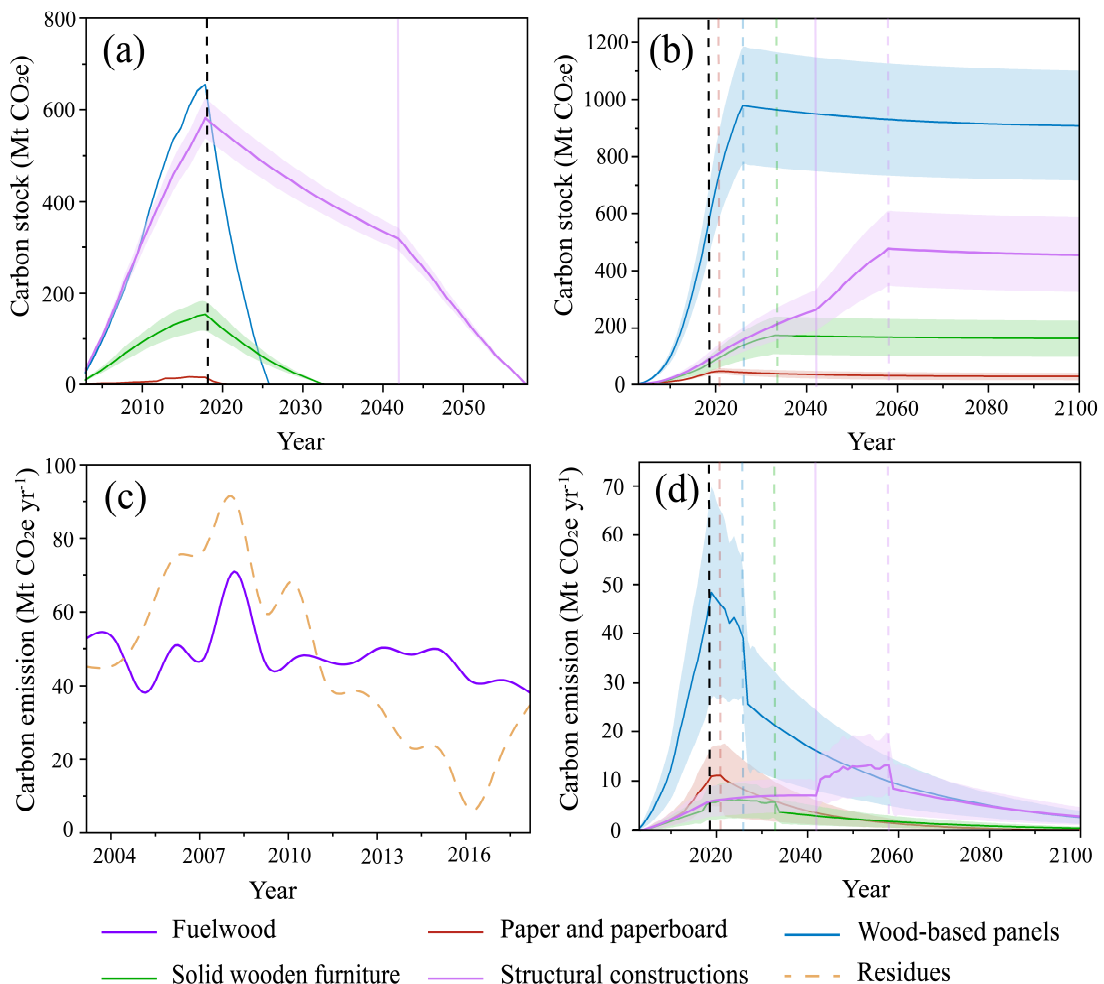 (a)
Carbon stock (Mt CO₂e)
800
600
400
200
0
2010
2020
2030
2040
2050
Year
(b)
Carbon stock (Mt CO₂e)
1200
1000
800
600
400
200
0
2020
2040
2060
2080
2100
Year
(c)
Carbon emission (Mt CO₂e yr⁻¹)
100
80
60
40
20
0
2004
2007
2010
2013
2016
Year
(d)
Carbon emission (Mt CO₂e yr⁻¹)
70
60
50
40
30
20
10
0
2020
2040
2060
2080
2100
Year
Fuelwood
Paper and paperboard
Wood-based panels
Solid wooden furniture
Structural constructions
Residues